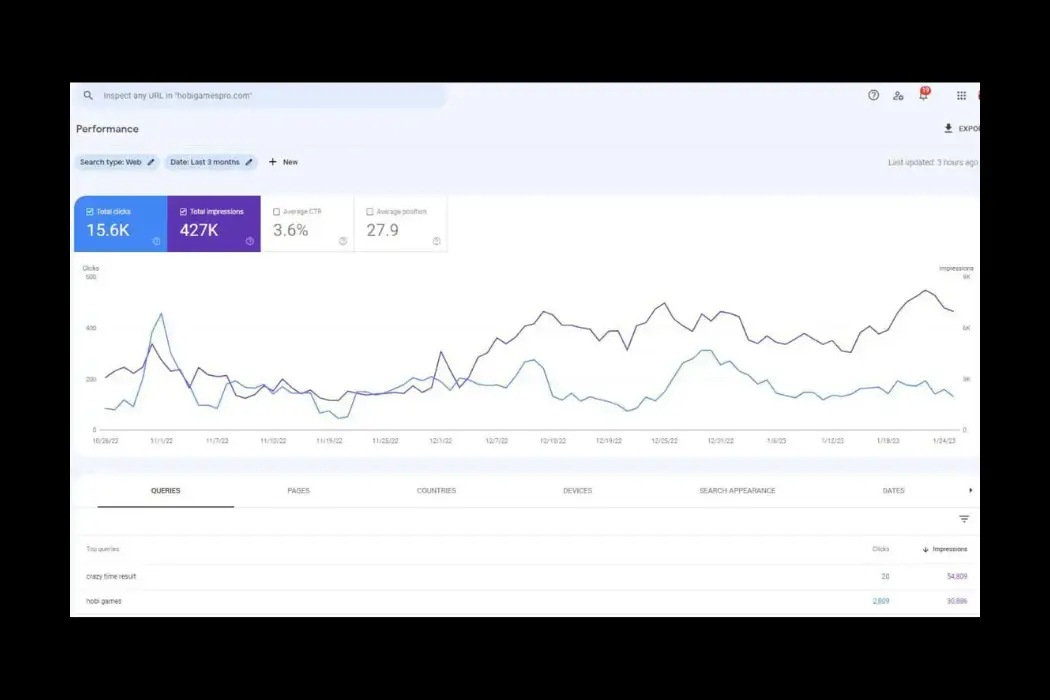 Inspect any URL in "hobigamespro.com"
19
Performance
EXPO
Search type: Web
Date: Last 3 months
+ New
Last updated: 3 hours ago
Total clicks
15.6K
Total impressions
427K
Average CTR
3.6%
Average position
27.9
Clicks
Impressions
600
9K
400
6K
200
3K
0
0
10/26/22 11/1/22 11/7/22 11/13/22 11/19/22 11/25/22 12/1/22 12/7/22 12/13/22 12/19/22 12/25/22 12/31/22 1/6/23 1/12/23 1/18/23 1/24/23
QUERIES PAGES COUNTRIES DEVICES SEARCH APPEARANCE DATES
Top queries Clicks Impressions
crazy time result 20 54,809
hobi games 2,809